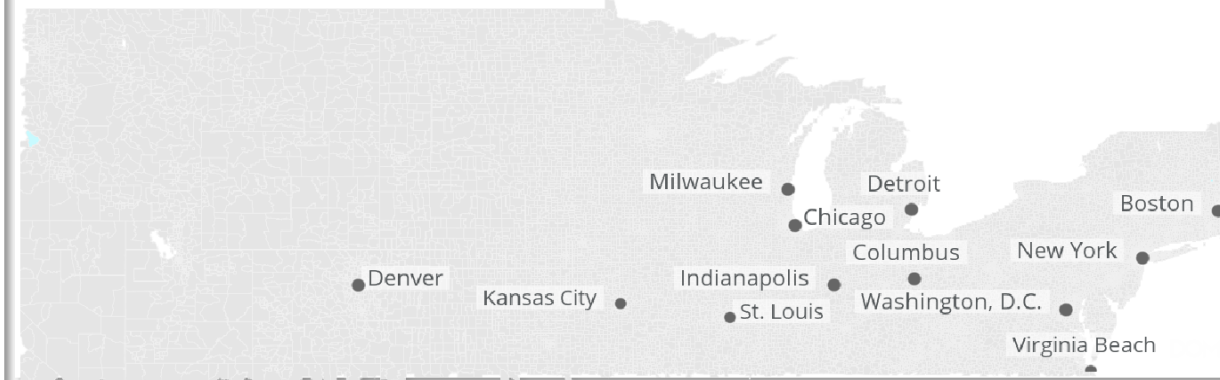 Milwaukee
Detroit
Boston
Chicago
Columbus
New York
Denver
Indianapolis
Kansas City
Washington, D.C.
St. Louis
Virginia Beach